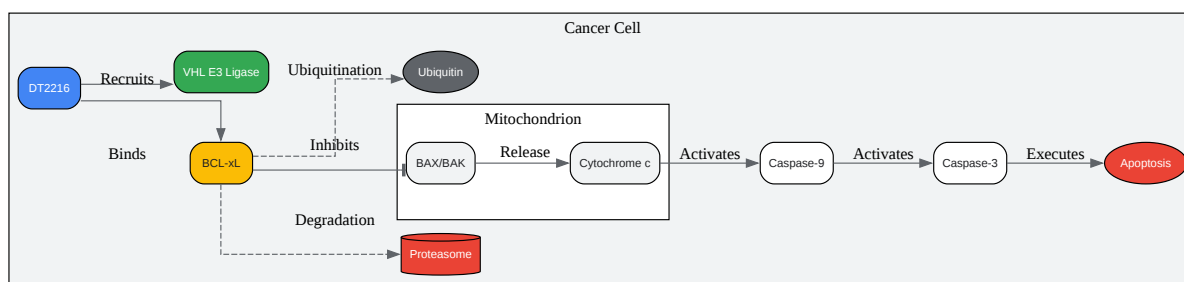 Cancer Cell
DT2216
Recruits
VHL E3 Ligase
Ubiquitination
Ubiquitin
Binds
BCL-xL
Inhibits
Mitochondrion
BAX/BAK
Release
Cytochrome c
Activates
Caspase-9
Activates
Caspase-3
Executes
Apoptosis
Degradation
Proteasome